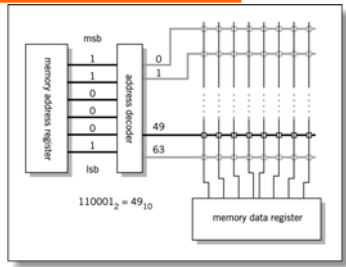 msb
memory address register
1
1
0
0
0
1
lsb
address decoder
0
1
49
63
110001₂ = 49₁₀
memory data register